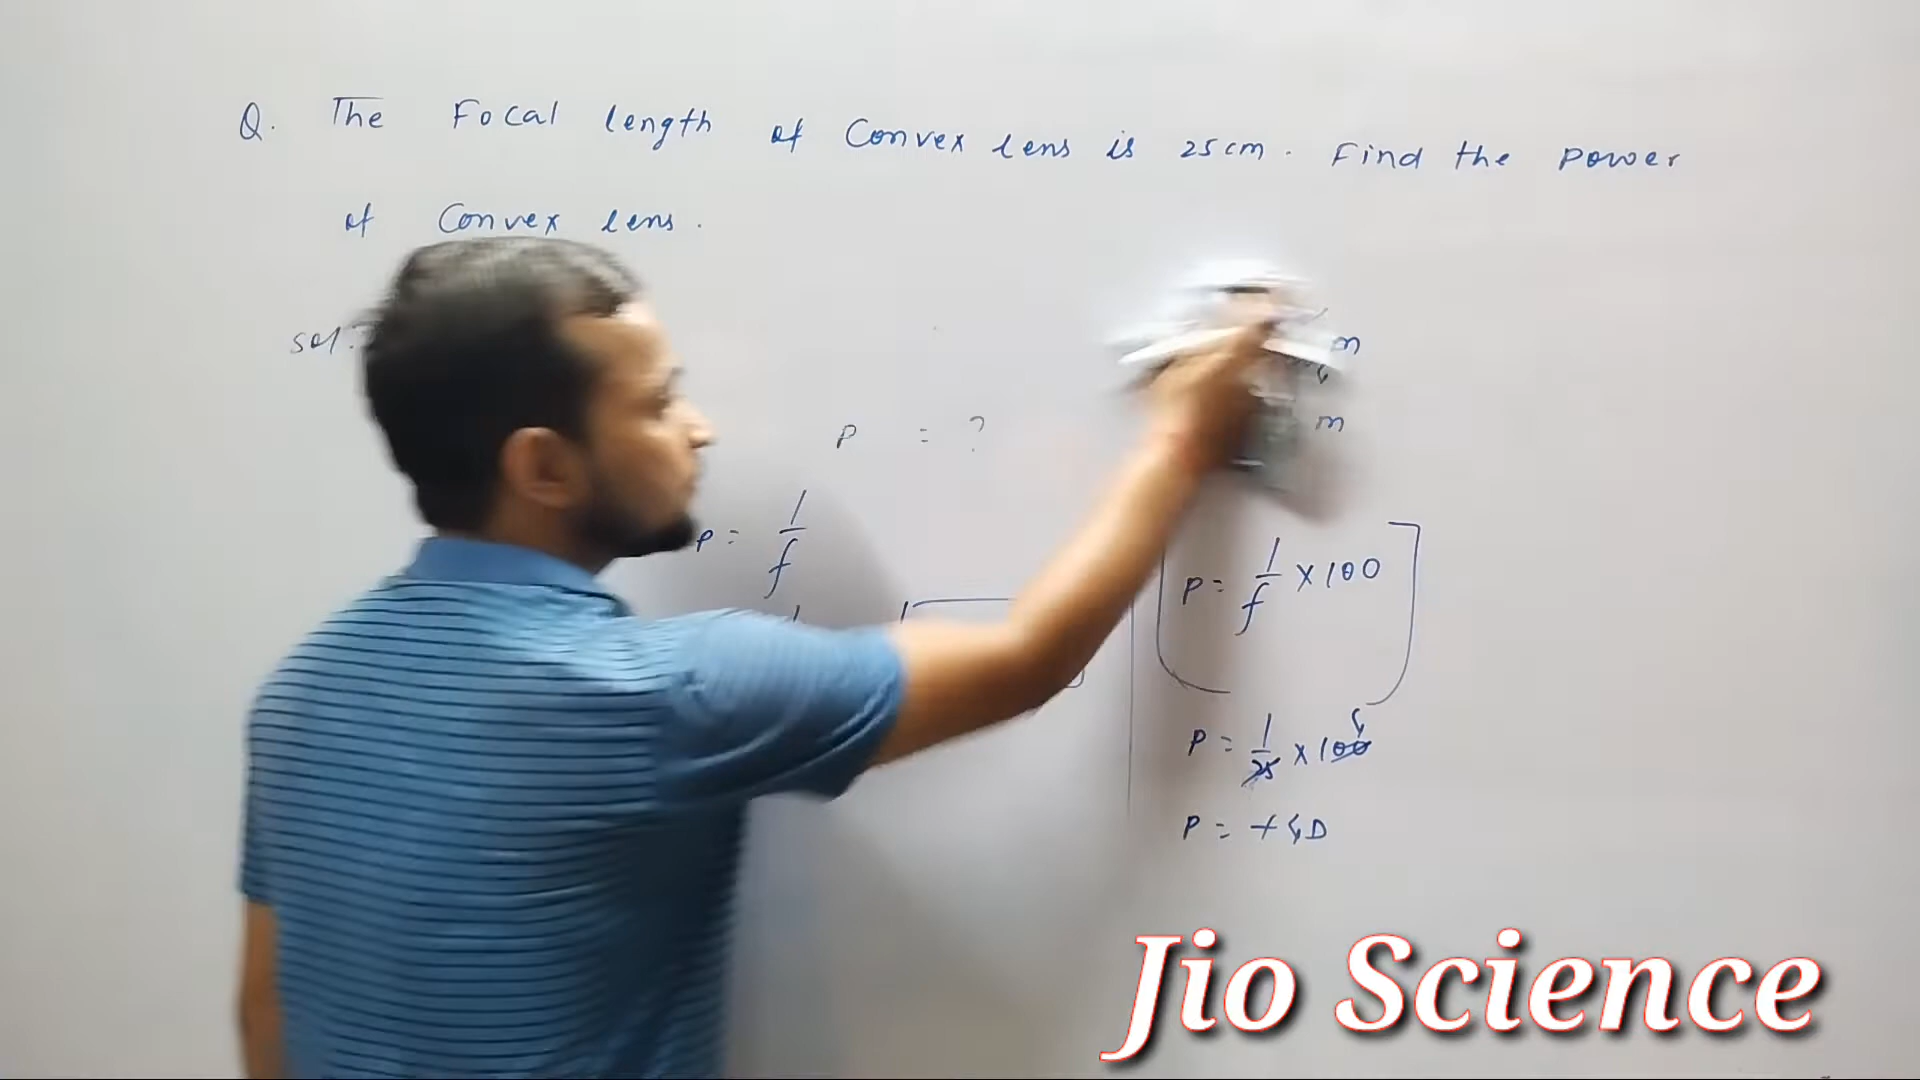 Q. The Focal length of Convex lens is 25cm. Find the power
of Convex lens.
Sol:
m
P = ?
m
P = 1/f
P = 1/f × 100
P = 1/25 × 100 4
P = +4D
Jio Science